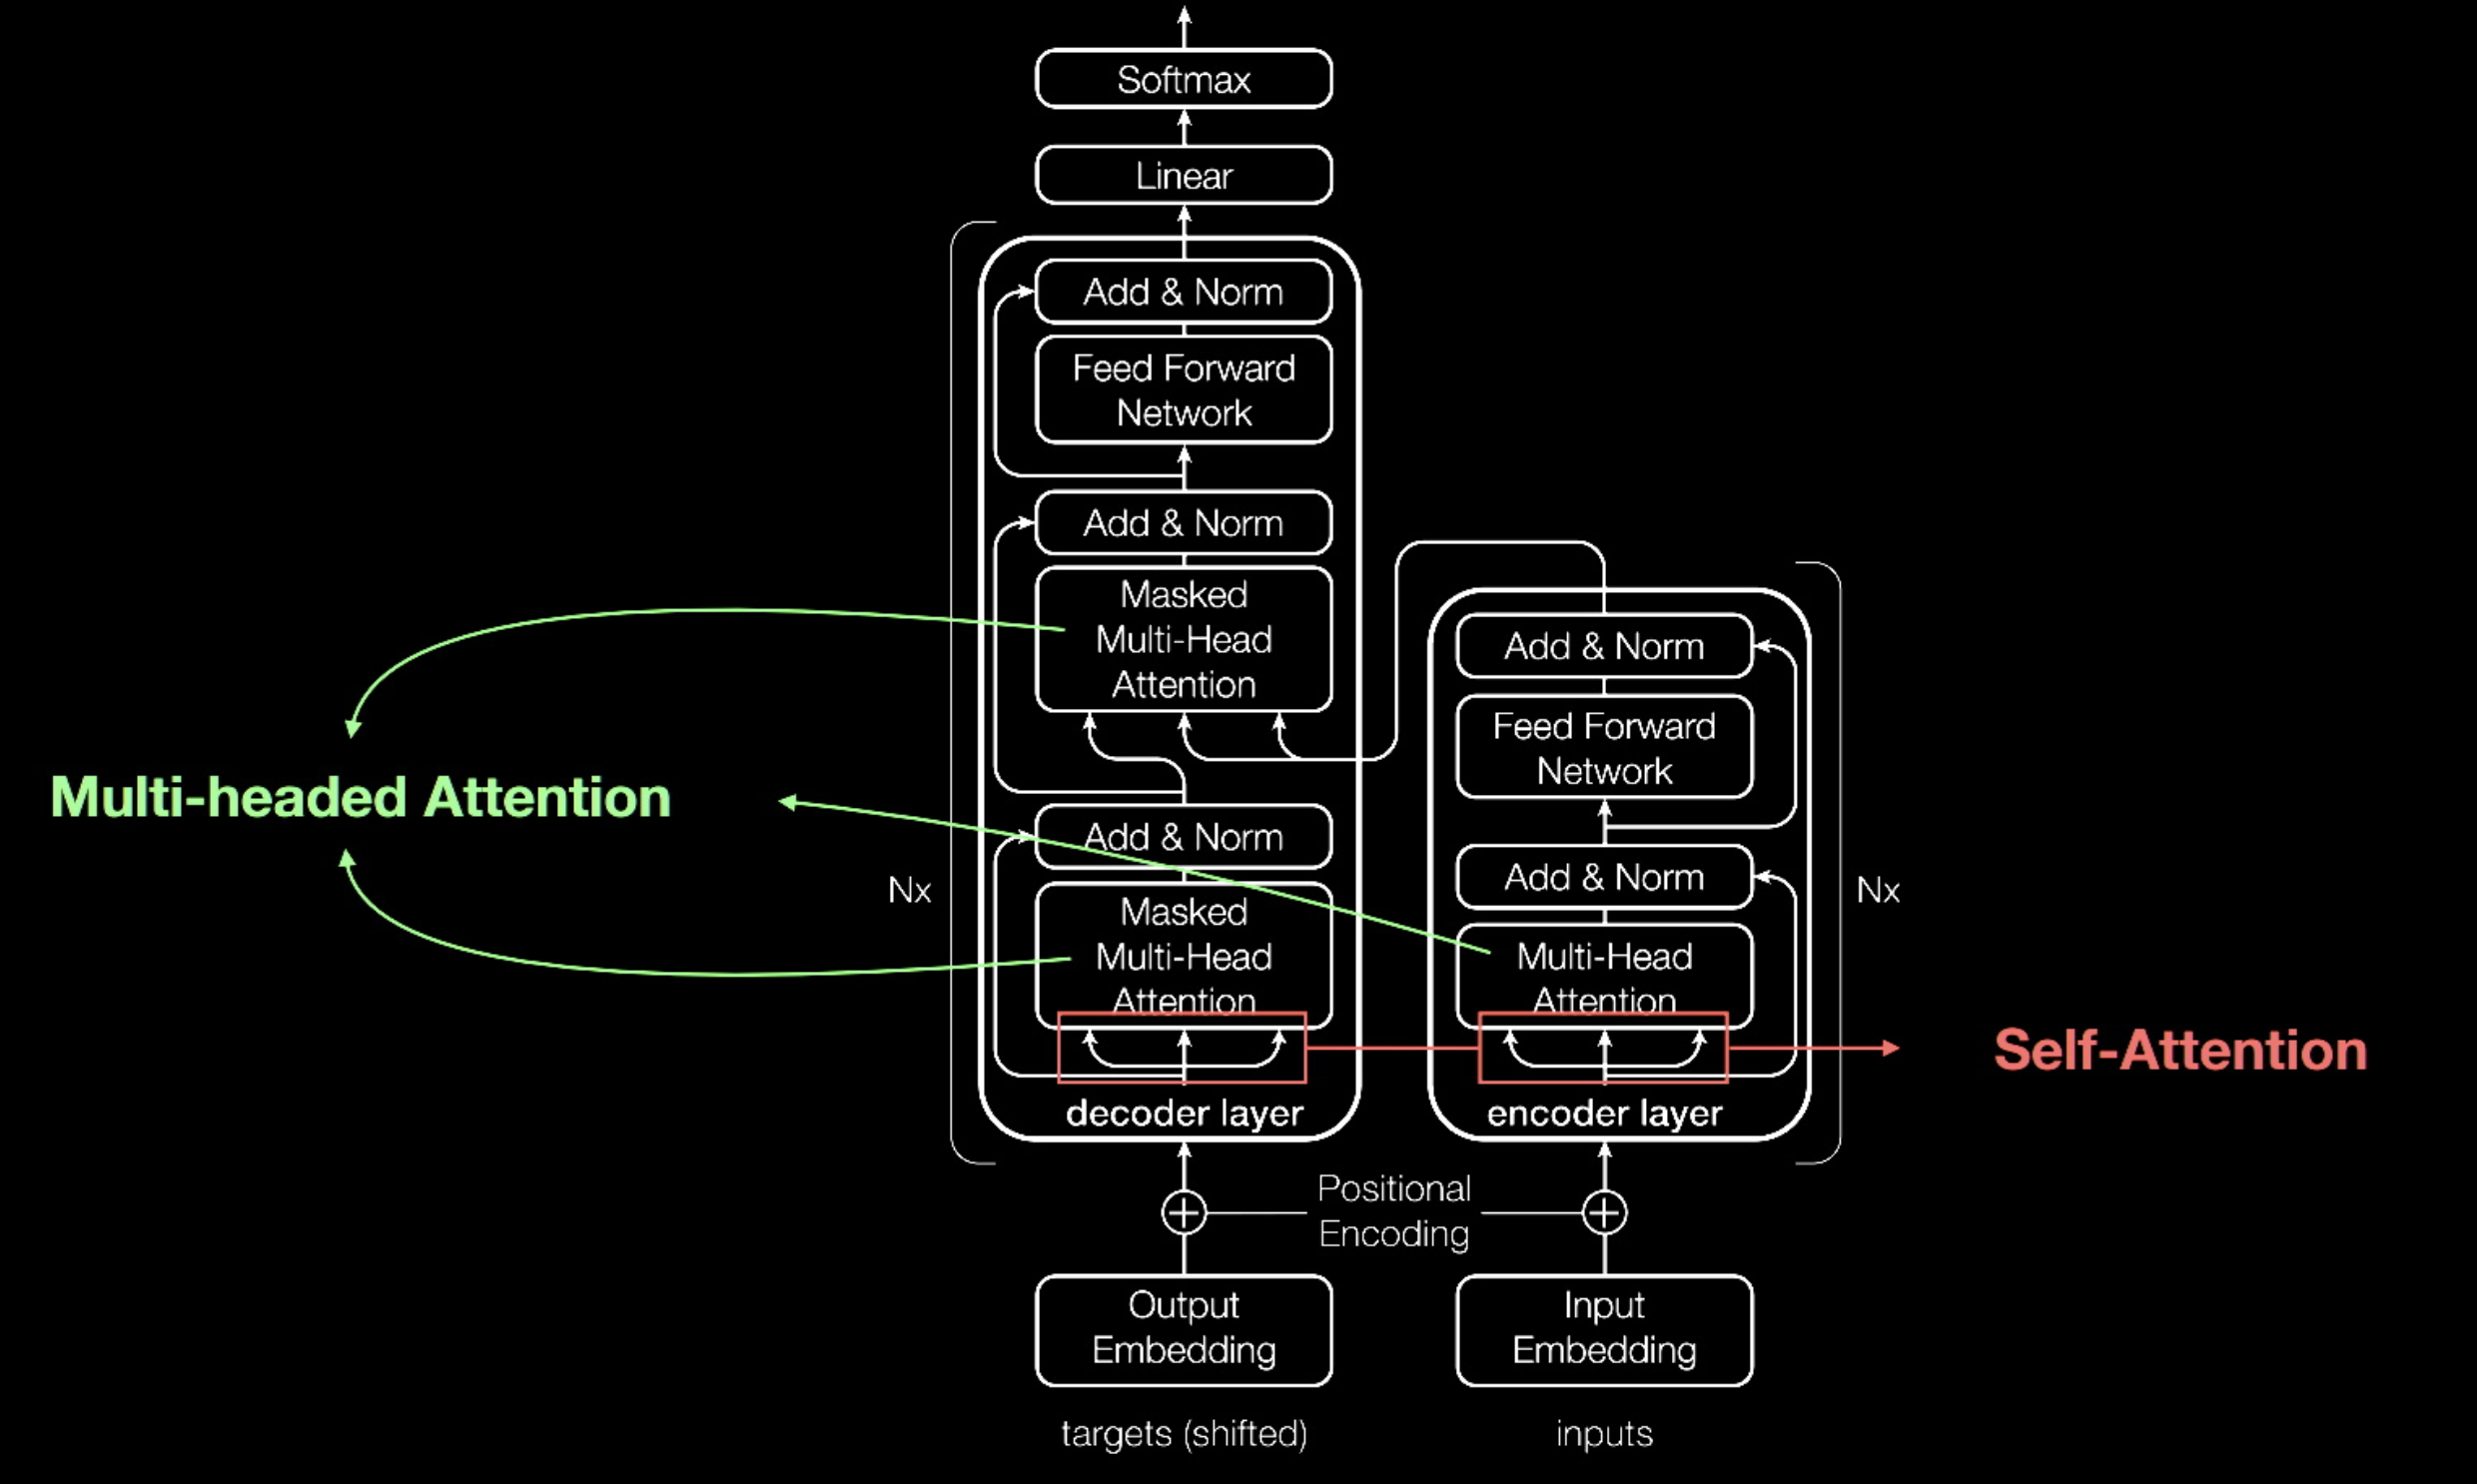 Softmax
Linear
Add & Norm
Feed Forward
Network
Add & Norm
Masked
Multi-Head
Attention
Add & Norm
Masked
Multi-Head
Attention
decoder layer
Nx
Multi-headed Attention
Add & Norm
Feed Forward
Network
Add & Norm
Multi-Head
Attention
encoder layer
Nx
Self-Attention
Positional
Encoding
Output
Embedding
targets (shifted)
Input
Embedding
inputs